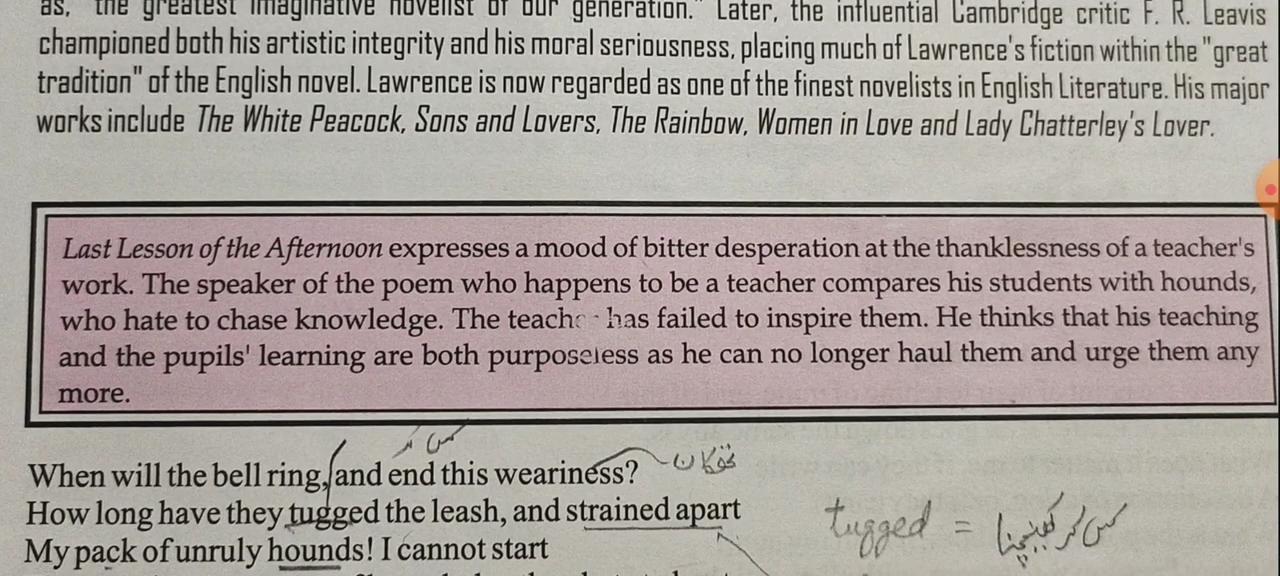 as, "the greatest imaginative novelist of our generation." Later, the influential Cambridge critic F. R. Leavis
championed both his artistic integrity and his moral seriousness, placing much of Lawrence's fiction within the "great
tradition" of the English novel. Lawrence is now regarded as one of the finest novelists in English Literature. His major
works include The White Peacock, Sons and Lovers, The Rainbow, Women in Love and Lady Chatterley's Lover.
Last Lesson of the Afternoon expresses a mood of bitter desperation at the thanklessness of a teacher's
work. The speaker of the poem who happens to be a teacher compares his students with hounds,
who hate to chase knowledge. The teacher has failed to inspire them. He thinks that his teaching
and the pupils' learning are both purposeless as he can no longer haul them and urge them any
more.
When will the bell ring, and end this weariness?
How long have they tugged the leash, and strained apart
tugged = کس کر کھینچنا
My pack of unruly hounds! I cannot start